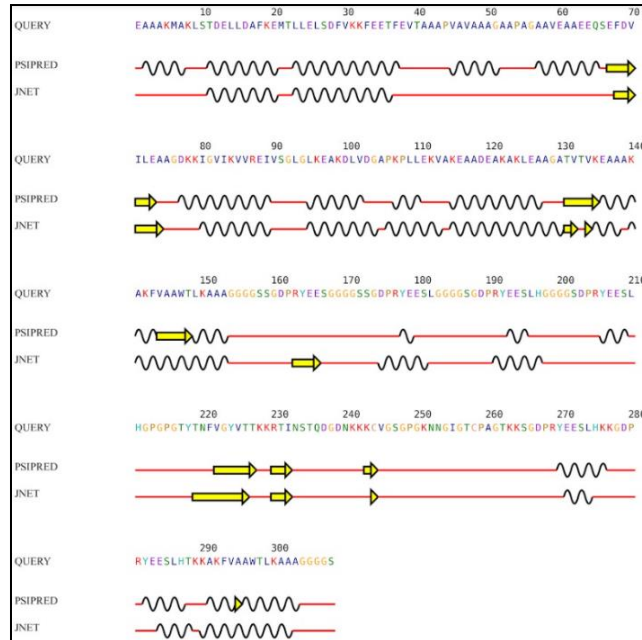 10 20 30 40 50 60 70
QUERY EAAAKMAKLSTDELLDAFKEMTLLELSDFVKKFEETFEVTAAAPVAVAAAGAAPAGAAVEAAEEQSEFDV
PSIPRED
JNET
80 90 100 110 120 130 140
QUERY ILEAAGDKKIGVIKVVREIVSGLGLKEAKDLVDGAPKPLLEKVAKEAADEAKAKLEAAGATVTVKEAAAK
PSIPRED
JNET
150 160 170 180 190 200 210
QUERY AKFVAAWTLKAAAGGGGSSGDPRYEESGGGGSSGDPRYEESLGGGGSGDPRYEESLHGGGGSDPRYEESL
PSIPRED
JNET
220 230 240 250 260 270 280
QUERY HGPGPGTYTNFVGYVTTKKRTINSTQDGDNKKKCVGSGPGKNNGIGTCPAGTKKSGDPRYEESLHKKGDP
PSIPRED
JNET
290 300
QUERY RYEESLHTKKAKFVAAWTLKAAAGGGGS
PSIPRED
JNET